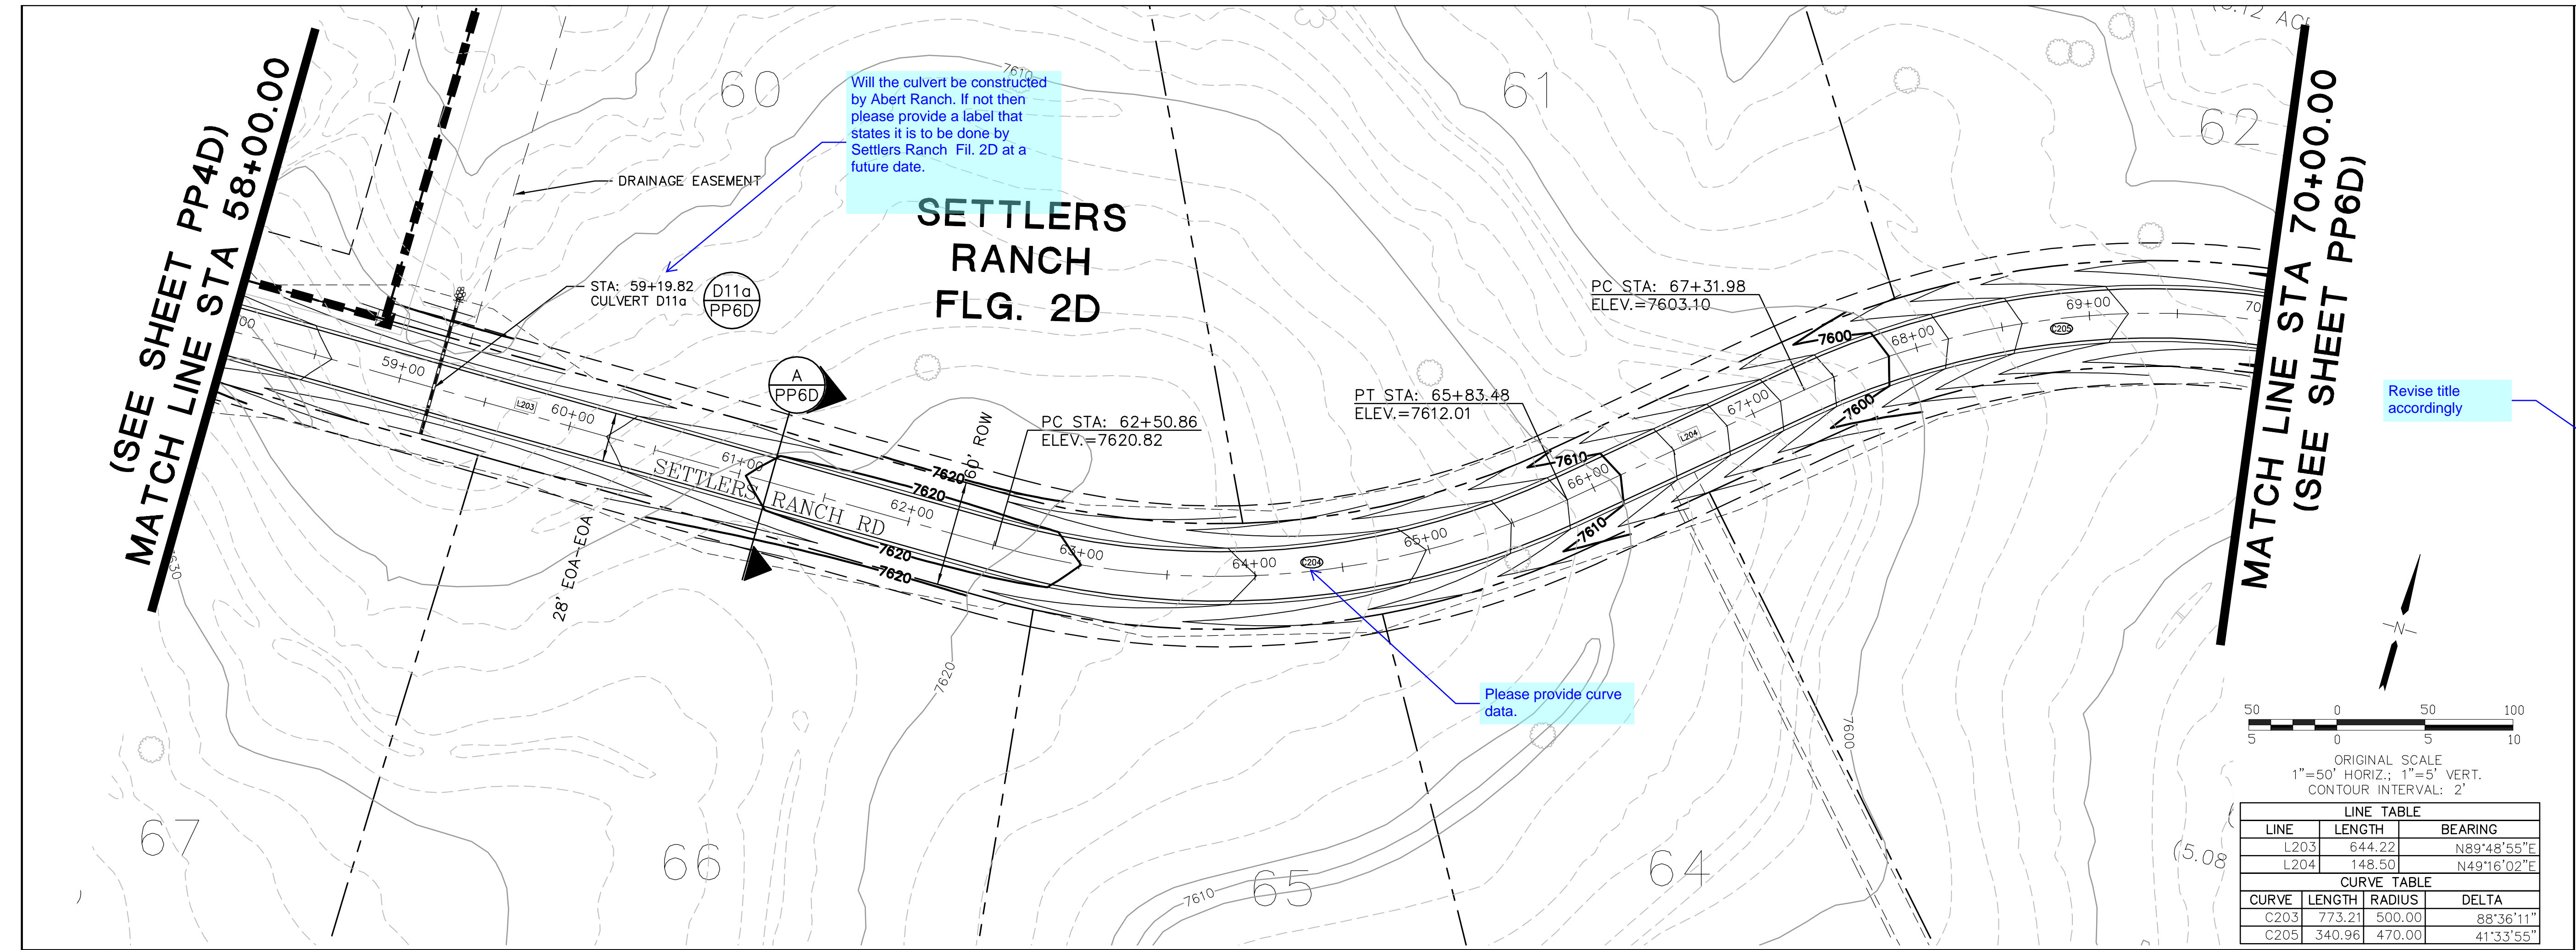 (SEE SHEET PP4D)
MATCH LINE STA 58+00.00
60
7610
Will the culvert be constructed
by Abert Ranch. If not then
please provide a label that
states it is to be done by
Settlers Ranch Fil. 2D at a
future date.
61
62
MATCH LINE STA 70+00.00
(SEE SHEET PP6D)
DRAINAGE EASEMENT
SETTLERS
RANCH
FLG. 2D
STA: 59+19.82
CULVERT D11a
D11a
PP6D
PC STA: 67+31.98
ELEV.=7603.10
PT STA: 65+83.48
ELEV.=7612.01
PC STA: 62+50.86
ELEV.=7620.82
A
PP6D
60' ROW
28' EOA-EOA
00
59+00
L203
60+00
61+00
62+00
63+00
64+00
C204
65+00
66+00
L204
67+00
68+00
69+00
C205
70
SETTLERS RANCH RD
7620
7620
7620
7620
7610
7610
7600
7600
7630
7620
7610
7600
Please provide curve
data.
Revise title
accordingly
N
67
66
65
64
(5.08
50 0 50 100
5 0 5 10
ORIGINAL SCALE
1"=50' HORIZ.; 1"=5' VERT.
CONTOUR INTERVAL: 2'
LINE TABLE
LINE LENGTH BEARING
L203 644.22 N89°48'55"E
L204 148.50 N49°16'02"E
CURVE TABLE
CURVE LENGTH RADIUS DELTA
C203 773.21 500.00 88°36'11"
C205 340.96 470.00 41°33'55"